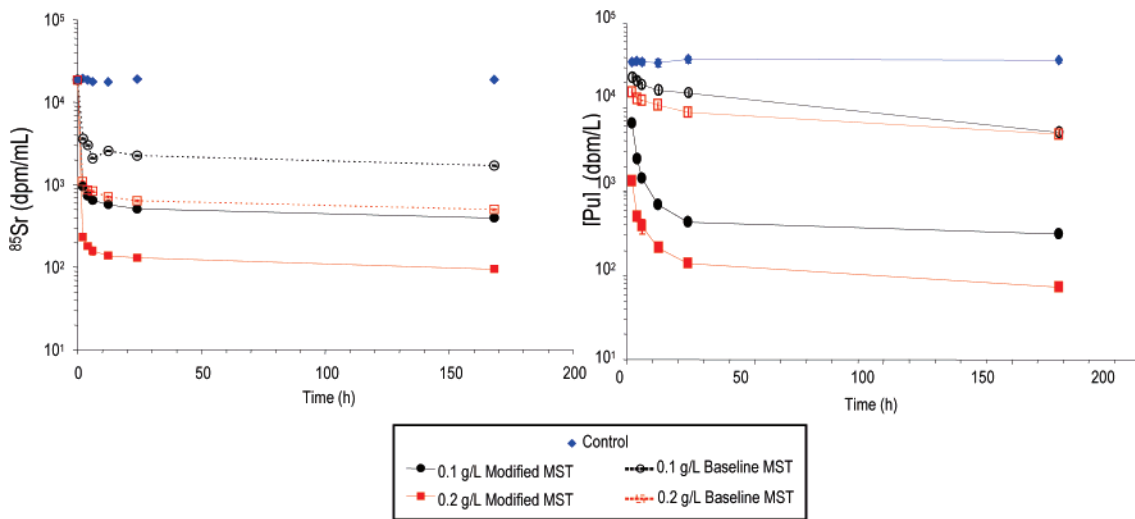 10⁵
10⁴
10³
10²
10¹
⁸⁵Sr (dpm/mL)
0 50 100 150 200
Time (h)
10⁵
10⁴
10³
10²
10¹
[Pu] (dpm/L)
0 50 100 150 200
Time (h)
Control
0.1 g/L Modified MST 0.1 g/L Baseline MST
0.2 g/L Modified MST 0.2 g/L Baseline MST